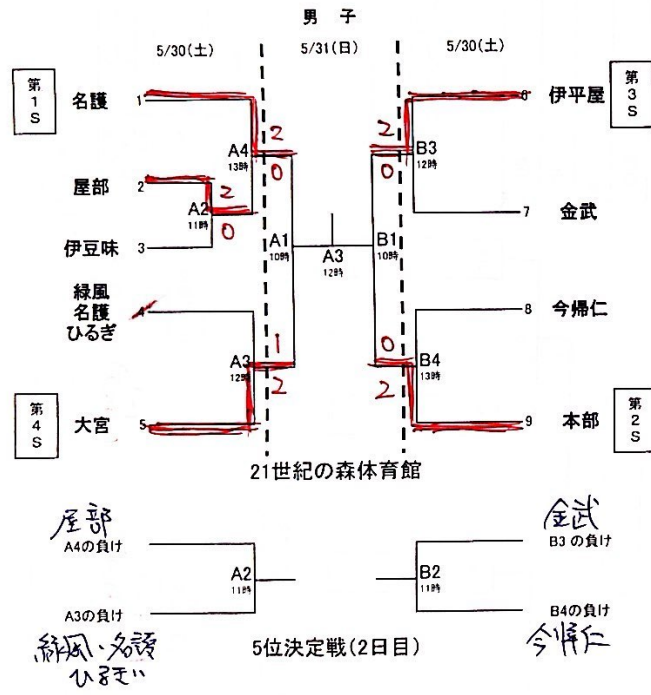 男 子
5/30(土) 5/31(日) 5/30(土)
第1S 名護 1 6 伊平屋 第3S
A4 13時 2 0 2 0 B3 12時
屋部 2 2
A2 11時 0 7 金武
伊豆味 3
A1 10時 A3 12時 B1 10時
緑風
名護 4 8 今帰仁
ひるぎ
A3 12時 1 2 0 2 B4 13時
第4S 大宮 5 9 本部 第2S
21世紀の森体育館
屋部 金武
A4の負け B3の負け
A2 11時 B2 11時
A3の負け B4の負け
緑風・名護 今帰仁
ひるぎ
5位決定戦(2日目)